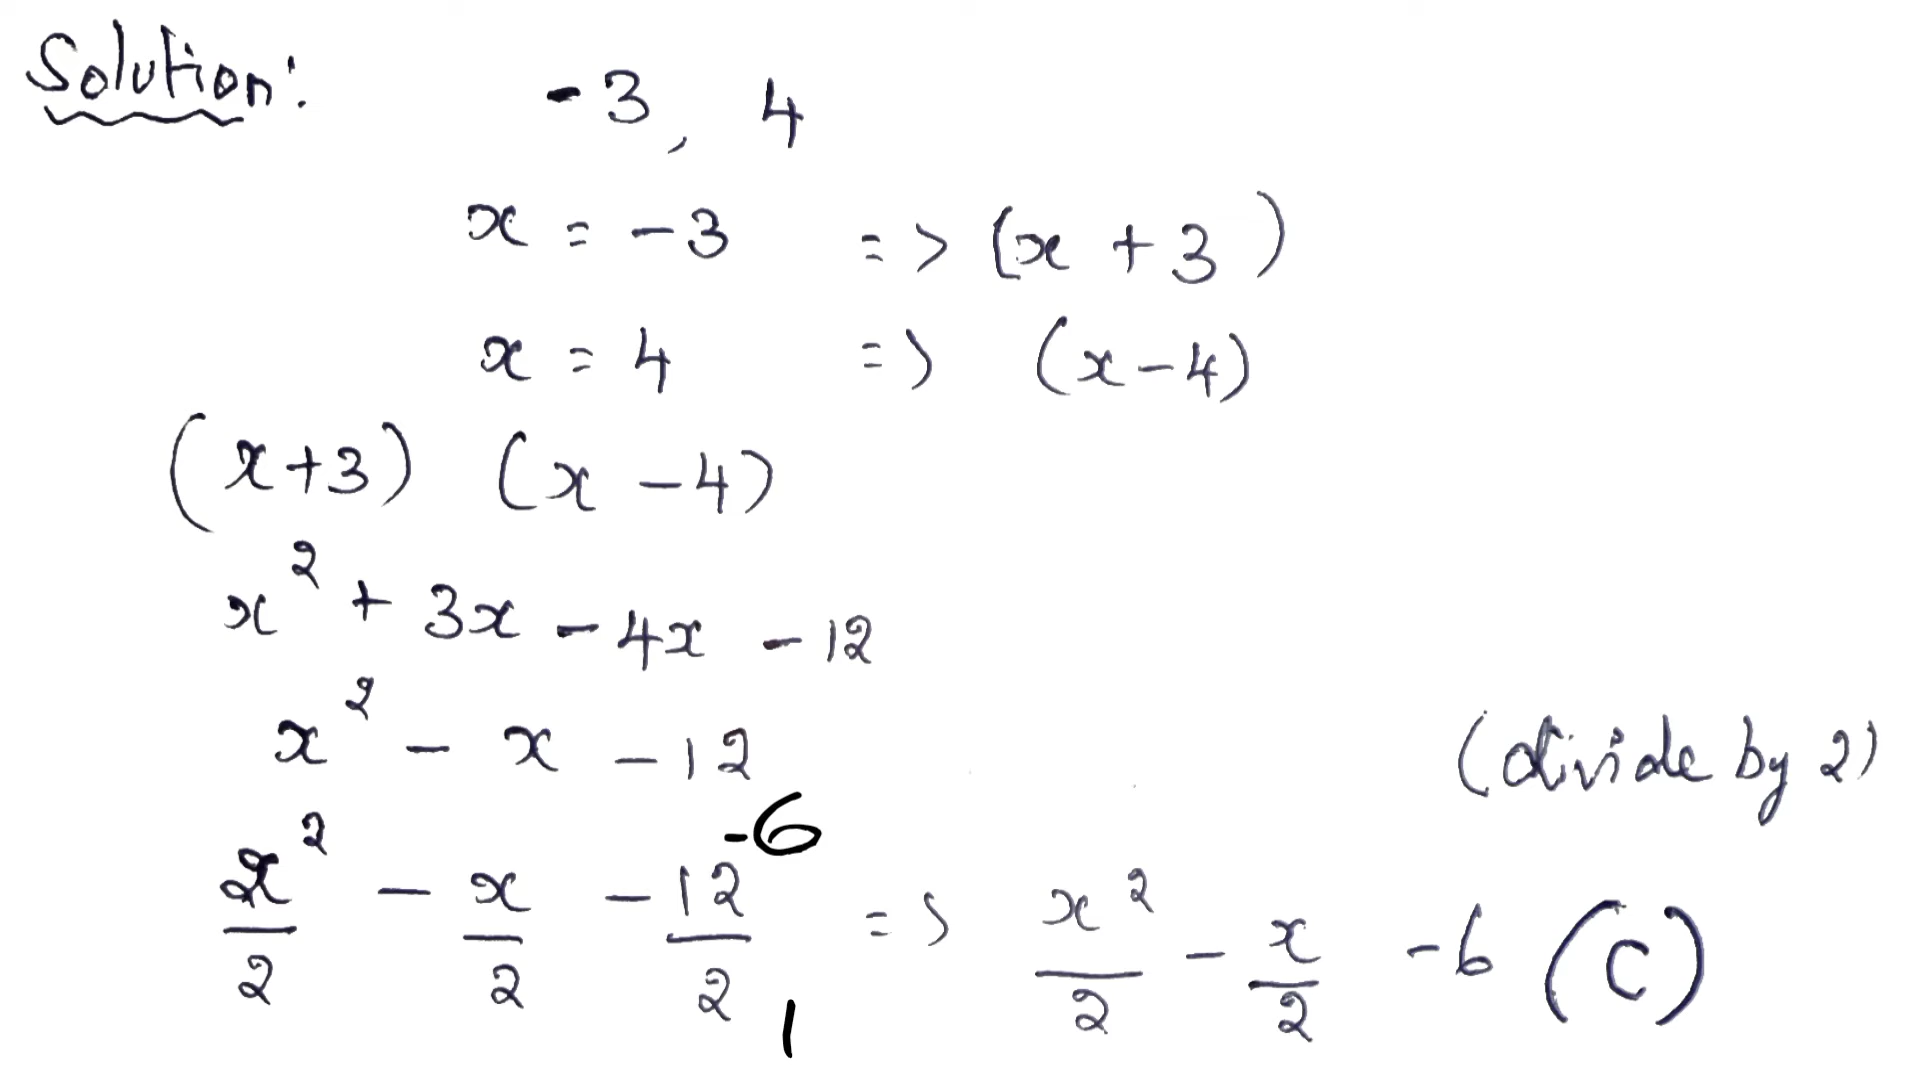 Solution:
-3, 4
x = -3 => (x + 3)
x = 4 => (x - 4)
(x+3) (x - 4)
x² + 3x - 4x - 12
x² - x - 12 (divide by 2)
-6
x²/2 - x/2 - 12/2 => x²/2 - x/2 - 6 (C)
1